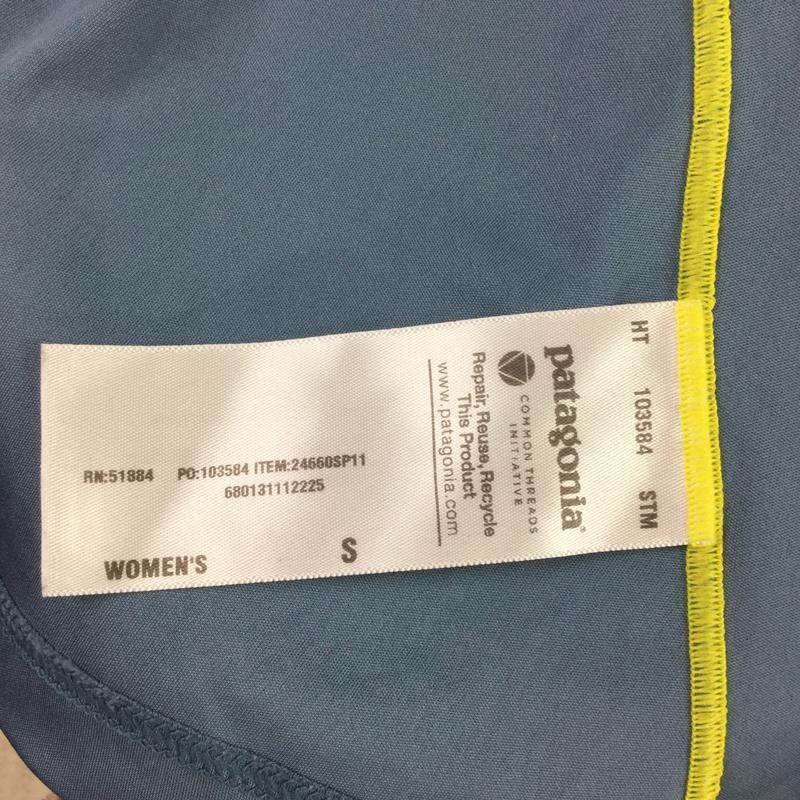 HT 103584 STM
patagonia®
COMMON THREADS
INITIATIVE
Repair, Reuse, Recycle
This Product
www.patagonia.com
RN:51884 PO:103584 ITEM:24660SP11
680131112225
WOMEN'S S